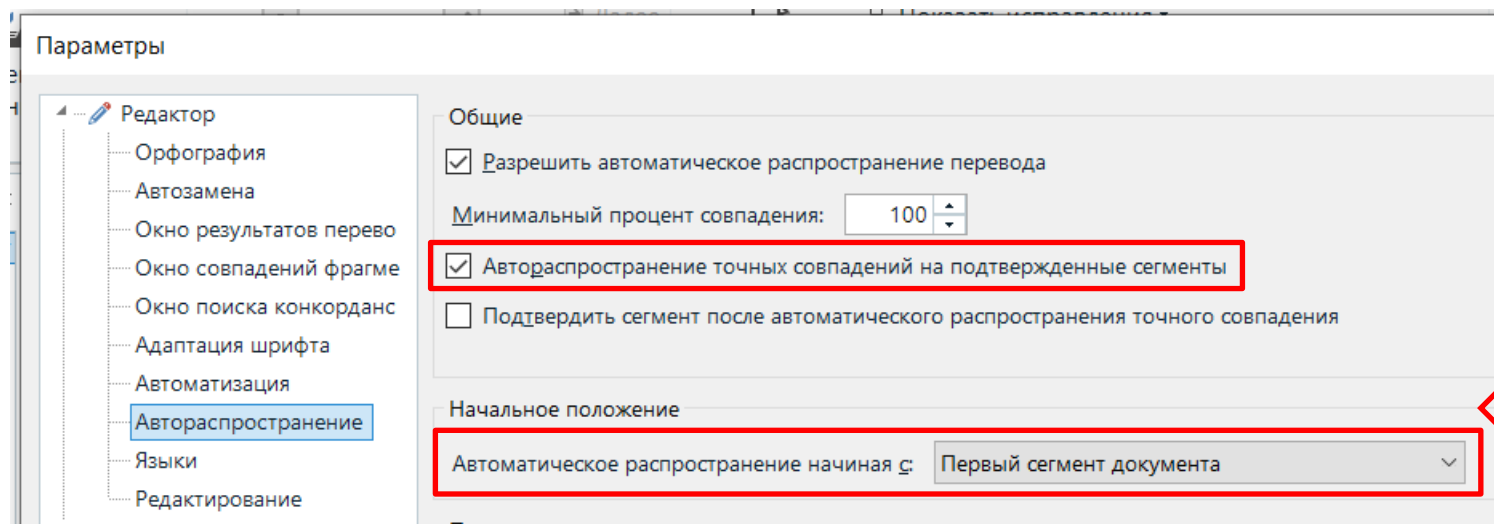 Параметры
Редактор
Орфография
Автозамена
Окно результатов перево
Окно совпадений фрагме
Окно поиска конкорданс
Адаптация шрифта
Автоматизация
Автораспространение
Языки
Редактирование
Общие
Разрешить автоматическое распространение перевода
Минимальный процент совпадения: 100
Автораспространение точных совпадений на подтвержденные сегменты
Подтвердить сегмент после автоматического распространения точного совпадения
Начальное положение
Автоматическое распространение начиная с: Первый сегмент документа